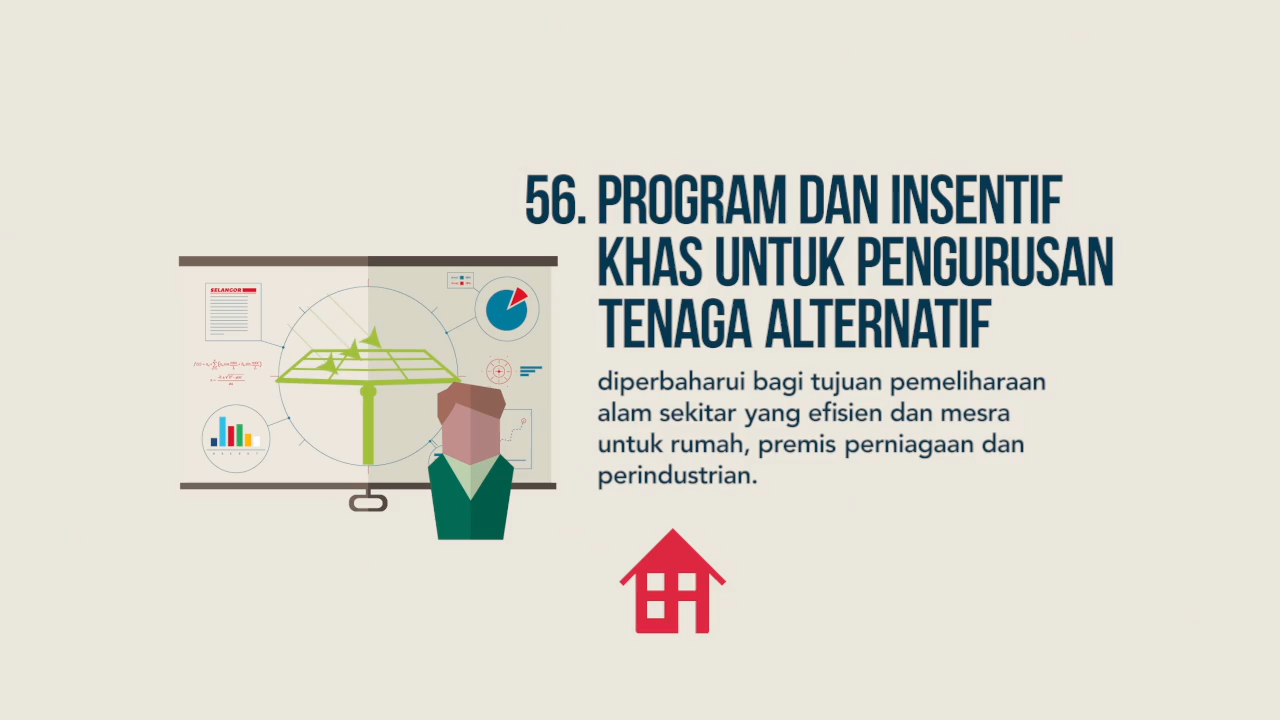 56. PROGRAM DAN INSENTIF
KHAS UNTUK PENGURUSAN
TENAGA ALTERNATIF
diperbaharui bagi tujuan pemeliharaan
alam sekitar yang efisien dan mesra
untuk rumah, premis perniagaan dan
perindustrian.
SELANGOR